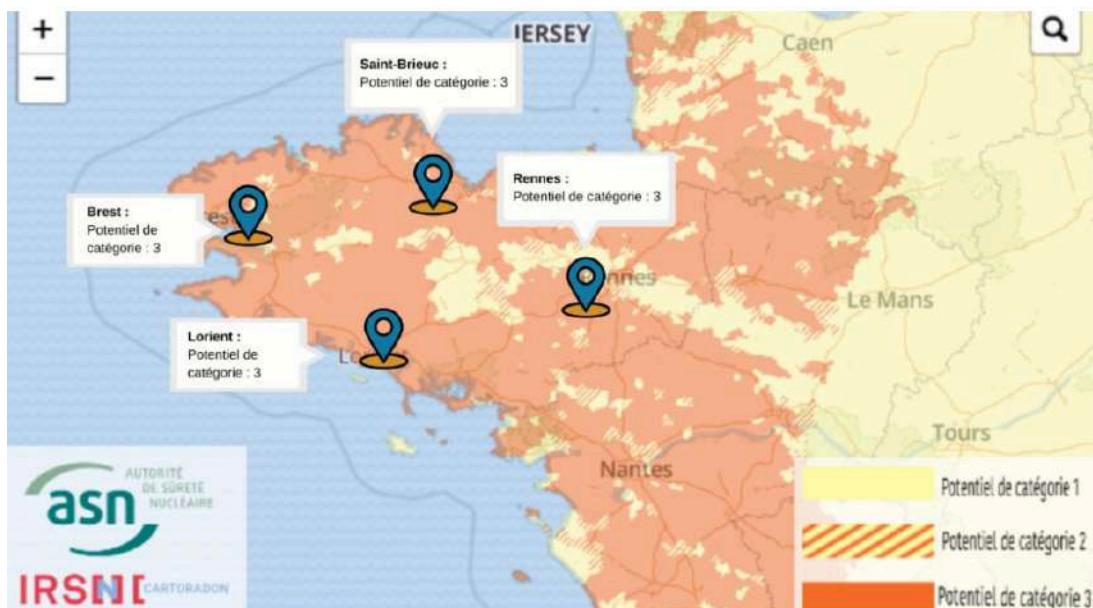 +
−
JERSEY
Caen
Saint-Brieuc :
Potentiel de catégorie : 3
Rennes :
Potentiel de catégorie : 3
Brest :
Potentiel de
catégorie : 3
Le Mans
Lorient :
Potentiel de
catégorie : 3
Tours
Nantes
asn
AUTORITÉ
DE SÛRETÉ
NUCLÉAIRE
IRSN
CARTORADON
Potentiel de catégorie 1
Potentiel de catégorie 2
Potentiel de catégorie 3